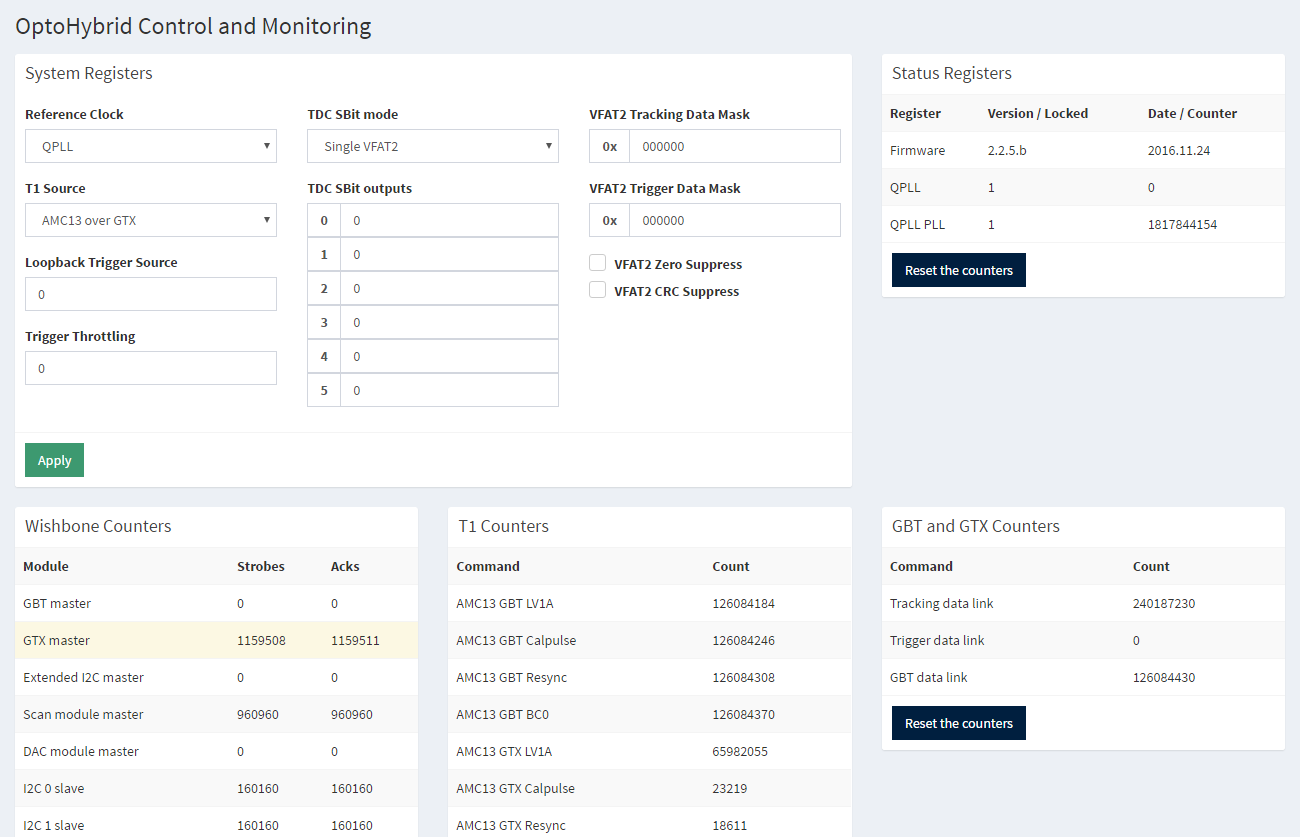 OptoHybrid Control and Monitoring
System Registers
Reference Clock
QPLL
T1 Source
AMC13 over GTX
Loopback Trigger Source
0
Trigger Throttling
0
TDC SBit mode
Single VFAT2
TDC SBit outputs
0 0
1 0
2 0
3 0
4 0
5 0
VFAT2 Tracking Data Mask
0x 000000
VFAT2 Trigger Data Mask
0x 000000
VFAT2 Zero Suppress
VFAT2 CRC Suppress
Apply
Status Registers
Register Version / Locked Date / Counter
Firmware 2.2.5.b 2016.11.24
QPLL 1 0
QPLL PLL 1 1817844154
Reset the counters
Wishbone Counters
Module Strobes Acks
GBT master 0 0
GTX master 1159508 1159511
Extended I2C master 0 0
Scan module master 960960 960960
DAC module master 0 0
I2C 0 slave 160160 160160
I2C 1 slave 160160 160160
T1 Counters
Command Count
AMC13 GBT LV1A 126084184
AMC13 GBT Calpulse 126084246
AMC13 GBT Resync 126084308
AMC13 GBT BC0 126084370
AMC13 GTX LV1A 65982055
AMC13 GTX Calpulse 23219
AMC13 GTX Resync 18611
GBT and GTX Counters
Command Count
Tracking data link 240187230
Trigger data link 0
GBT data link 126084430
Reset the counters